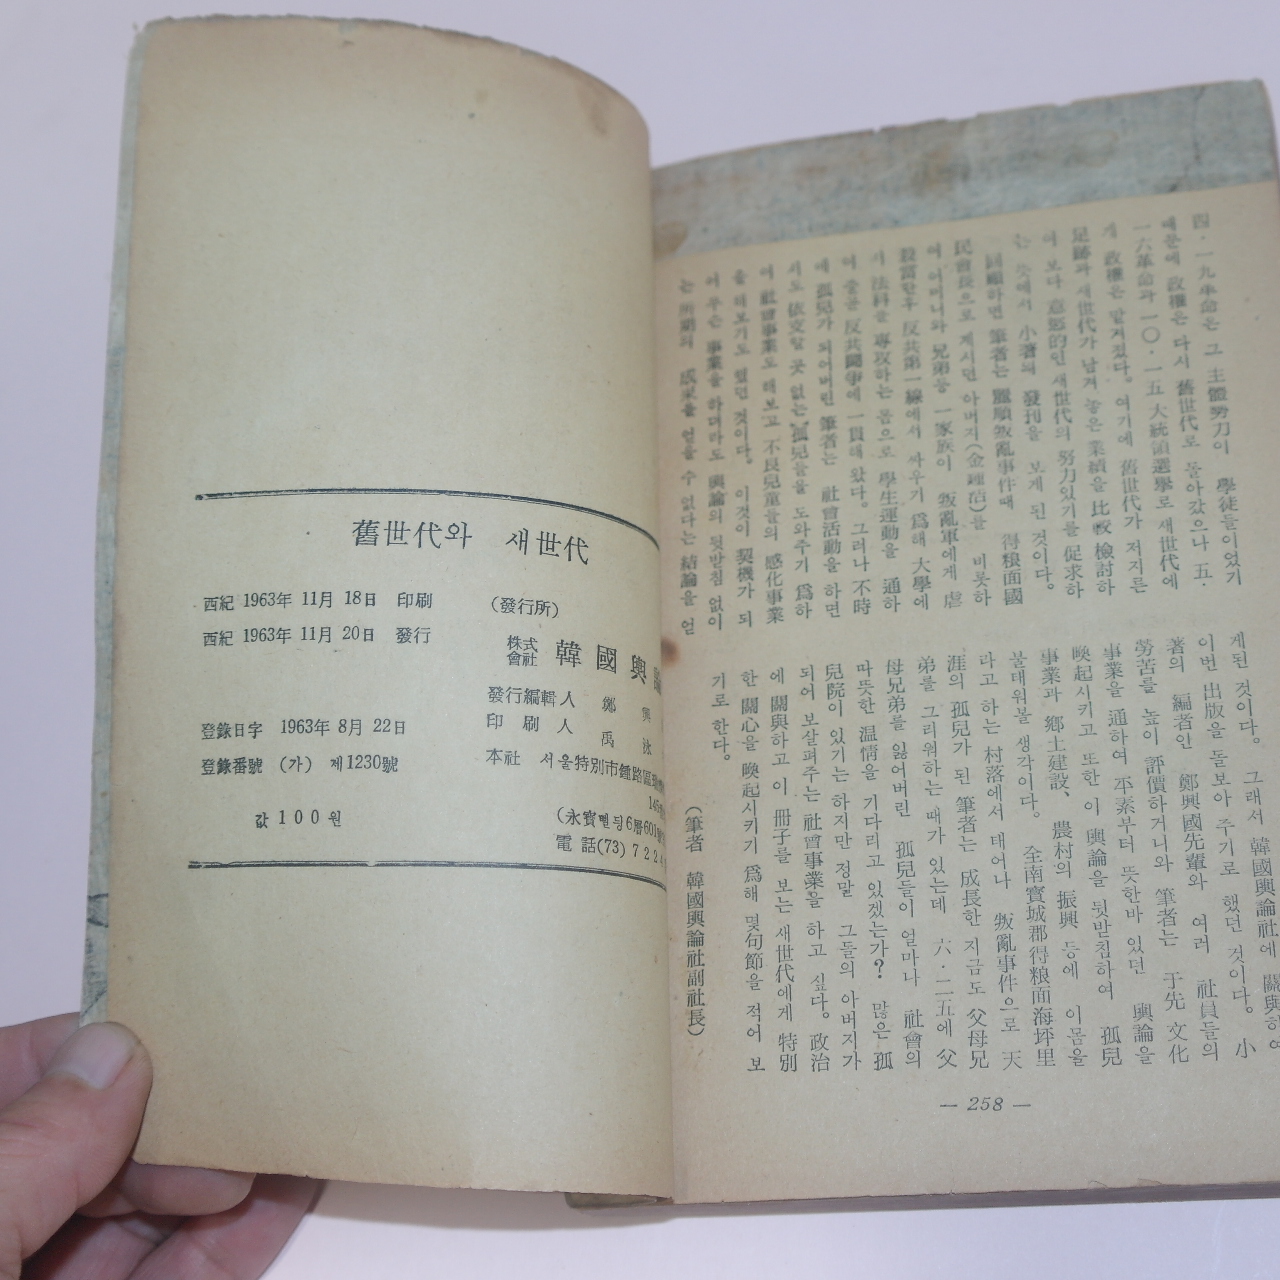 舊世代와 새世代
西紀 1963年 11月 18日 印刷
西紀 1963年 11月 20日 發行
登錄日字 1963年 8月 22日
登錄番號 (가) 제1230號
값 100원
(發行所)
株式會社 韓國輿
發行編輯人 鄭興
印刷人 禹
本社 서울特別市鍾路區
(永寶삘딍6層601
電話(73)722
四·一九革命은 그 主體勢力이 學徒들이었기
때문에 政權은 다시 舊世代로 돌아갔으나 五·
一六革命과 一〇·一五 大統領選擧로 새世代에
게 政權은 맡겨졌다. 여기에 舊世代가 저지른
足跡과 새世代가 남겨 놓은 業績을 比較 檢討하
여 보다 意慾的인 새世代의 努力있기를 促求하
는 뜻에서 小著의 發刊을 보게 된 것이다.
回顧하면 筆者는 麗順叛亂事件때 得粮面國
民會長으로 계시던 아버지(金)를 비롯하
여 어머니와 兄弟等 一家族이 叛亂軍에게 虐
殺當한後 反共第一線에서 싸우기 爲해 大學에
서 法科를 專攻하는 몸으로 學生運動을 通하
여 줄곧 反共鬪爭에 一貫해 왔다. 그러나 不時
에 孤兒가 되어버린 筆者는 社會活動을 하면
서도 依支할 곳 없는 孤兒들을 도와주기 爲하
여 社會事業도 해보고 不良兒童들의 感化事業
을 해보기도 했던 것이다. 이것이 契機가 되
어 무슨 事業을 하더라도 輿論의 뒷받침 없이
는 所期의 成果를 얻을 수 없다는 結論을 얻
게된 것이다. 그래서 韓國輿論社에 關與하여
이번 出版을 돌보아 주기로 했던 것이다. 小
著의 編者인 鄭興國先輩와 여러 社員들의
勞苦를 높이 評價하거니와 筆者는 于先 文化
事業을 通하여 平素부터 뜻한바 있던 輿論을
喚起시키고 또한 이 輿論을 뒷받침하여 孤兒
事業과 鄕土建設、農村의 振興 등에 이몸을
불태워볼 생각이다. 全南寶城郡得粮面海坪里
라고 하는 村落에서 태어나 叛亂事件으로 天
涯의 孤兒가 된 筆者는 成長한 지금도 父母兄
弟를 그리워하는 때가 있는데 六·二五에 父
母兄弟를 잃어버린 孤兒들이 얼마나 社會의
따뜻한 温情을 기다리고 있겠는가? 많은 孤
兒院이 있기는 하지만 정말 그들의 아버지가
되어 보살펴주는 社會事業을 하고 싶다. 政治
에 關與하고 이 冊子를 보는 새世代에게 特別
한 關心을 喚起시키기 爲해 몇句節을 적어 보
기로 한다.
(筆者 韓國輿論社副社長)
— 258 —